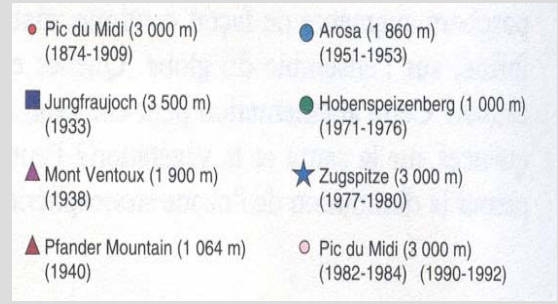 Pic du Midi (3 000 m)
(1874-1909)
Jungfraujoch (3 500 m)
(1933)
Mont Ventoux (1 900 m)
(1938)
Pfander Mountain (1 064 m)
(1940)
Arosa (1 860 m)
(1951-1953)
Hobenspeizenberg (1 000 m)
(1971-1976)
Zugspitze (3 000 m)
(1977-1980)
Pic du Midi (3 000 m)
(1982-1984) (1990-1992)